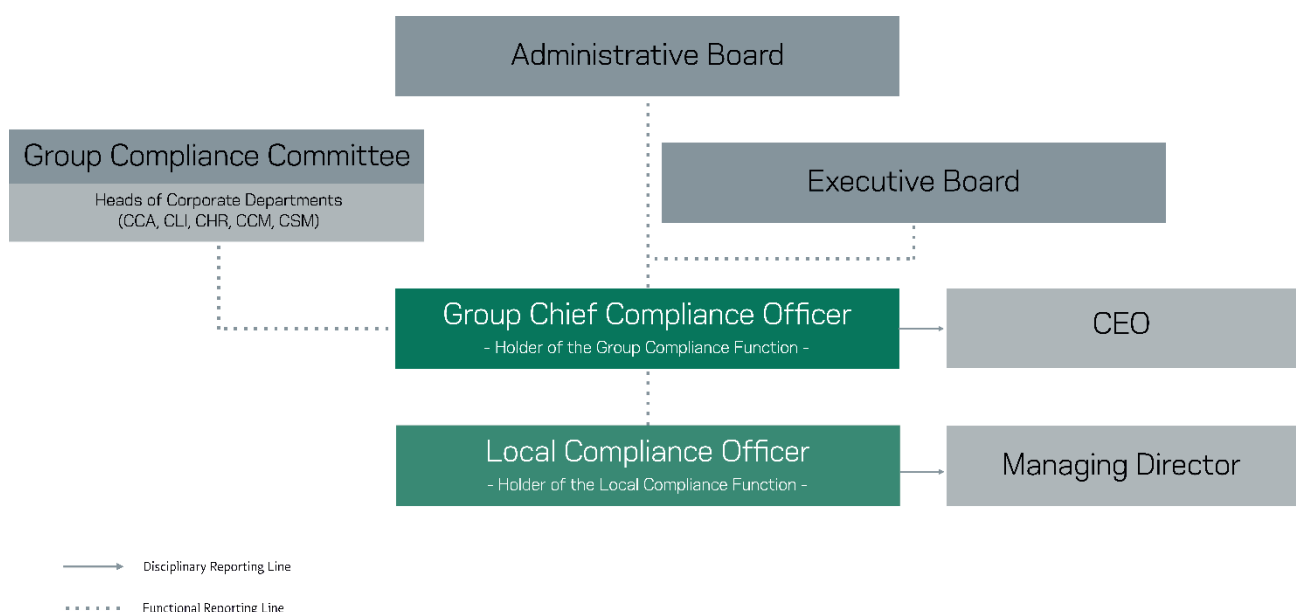 Administrative Board
Group Compliance Committee
Heads of Corporate Departments
(CCA, CLI, CHR, CCM, CSM)
Executive Board
Group Chief Compliance Officer
- Holder of the Group Compliance Function -
CEO
Local Compliance Officer
- Holder of the Local Compliance Function -
Managing Director
Disciplinary Reporting Line
Functional Reporting Line